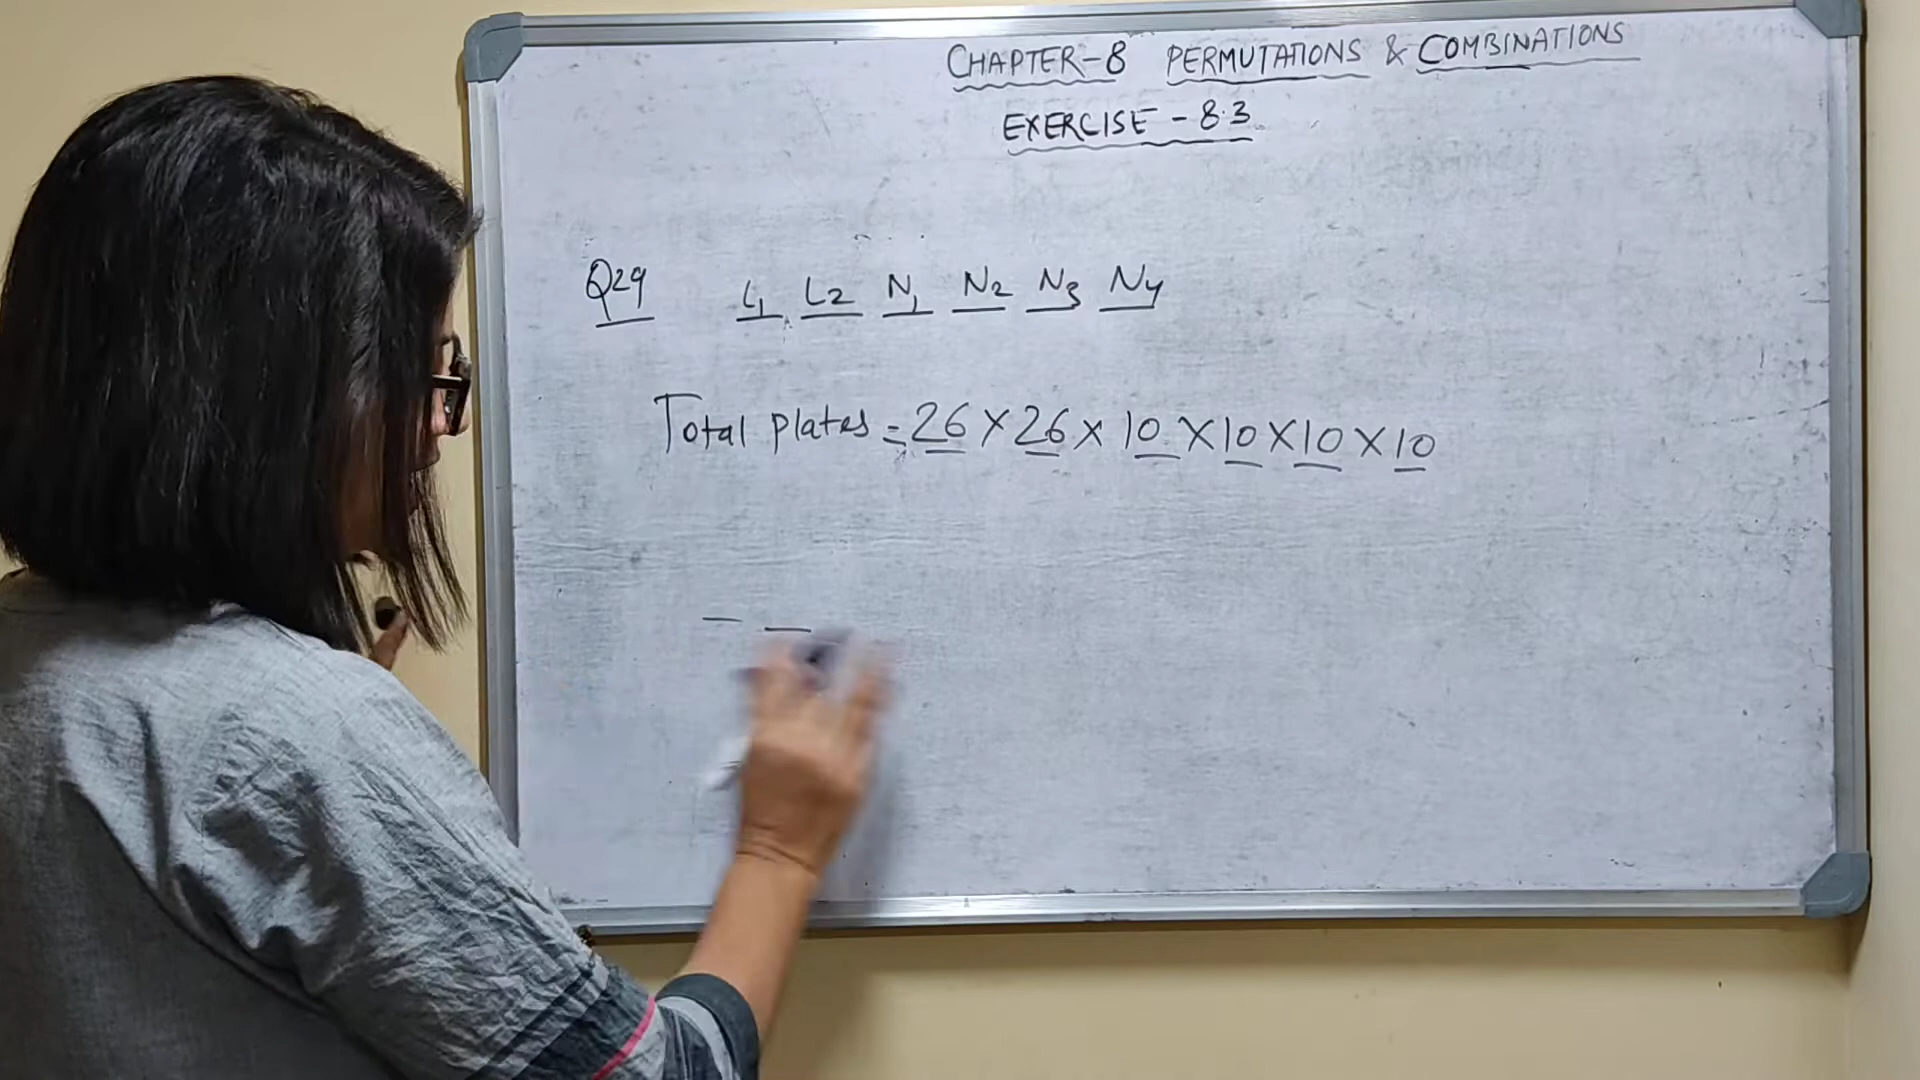 CHAPTER-8 PERMUTATIONS & COMBINATIONS
EXERCISE - 8.3
Q29 L1 L2 N1 N2 N3 N4
Total plates = 26 X 26 X 10 X 10 X 10 X 10